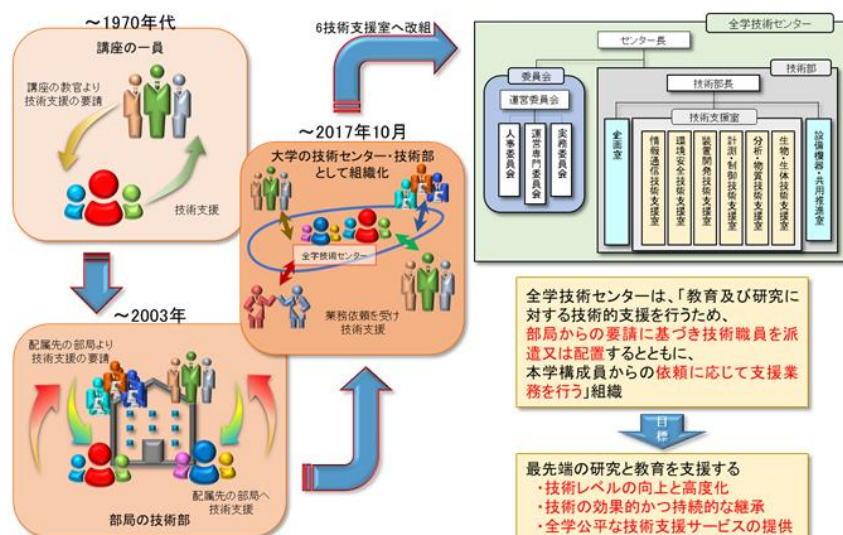 ～1970年代
講座の一員
講座の教官より
技術支援の要請
技術支援
～2003年
配属先の部局より
技術支援の要請
配属先の部局へ
技術支援
部局の技術部
～2017年10月
大学の技術センター・技術部
として組織化
全学技術センター
業務依頼を受け
技術支援
6技術支援室へ改組
全学技術センター
センター長
委員会
運営委員会
人事委員会
運営専門委員会
実務委員会
技術部
技術部長
技術支援室
企画室
情報通信技術支援室
環境安全技術支援室
装置開発技術支援室
計測・制御技術支援室
分析・物質技術支援室
生物・生体技術支援室
設備機器・共用推進室
全学技術センターは、「教育及び研究に
対する技術的支援を行うため、
部局からの要請に基づき技術職員を派
遣又は配置するとともに、
本学構成員からの依頼に応じて支援業
務を行う」組織
目標
最先端の研究と教育を支援する
・技術レベルの向上と高度化
・技術の効果的かつ持続的な継承
・全学公平な技術支援サービスの提供